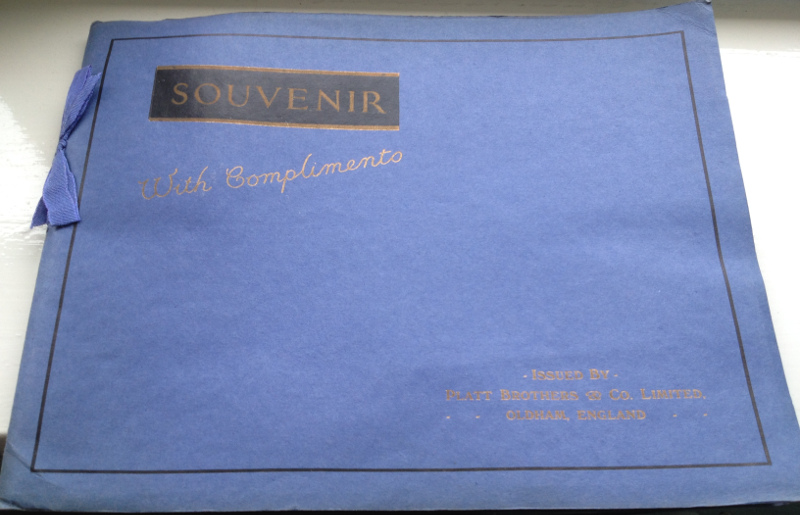 SOUVENIR
With Compliments
- ISSUED BY -
PLATT BROTHERS & CO. LIMITED,
- - OLDHAM, ENGLAND - -